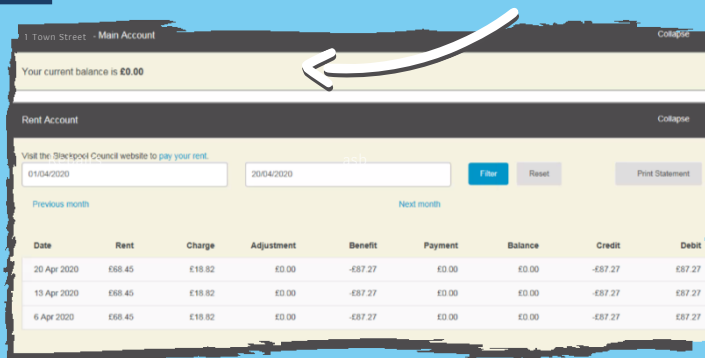 1 Town Street - Main Account Collapse
Your current balance is £0.00
Rent Account Collapse
Visit the Blackpool Council website to pay your rent.
01/04/2020 20/04/2020 Filter Reset Print Statement
Previous month Next month
Date Rent Charge Adjustment Benefit Payment Balance Credit Debit
20 Apr 2020 £68.45 £18.82 £0.00 -£87.27 £0.00 £0.00 -£87.27 £87.27
13 Apr 2020 £68.45 £18.82 £0.00 -£87.27 £0.00 £0.00 -£87.27 £87.27
6 Apr 2020 £68.45 £18.82 £0.00 -£87.27 £0.00 £0.00 -£87.27 £87.27